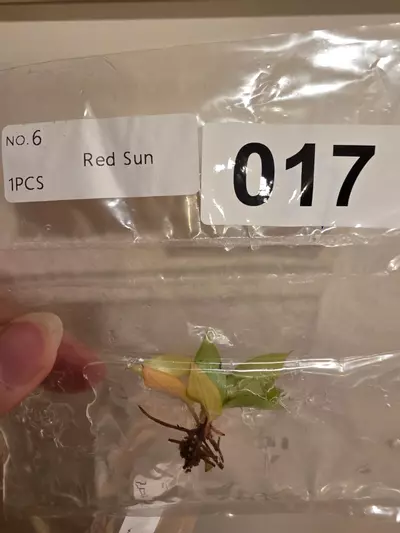 NO.6
Red Sun
1PCS
017